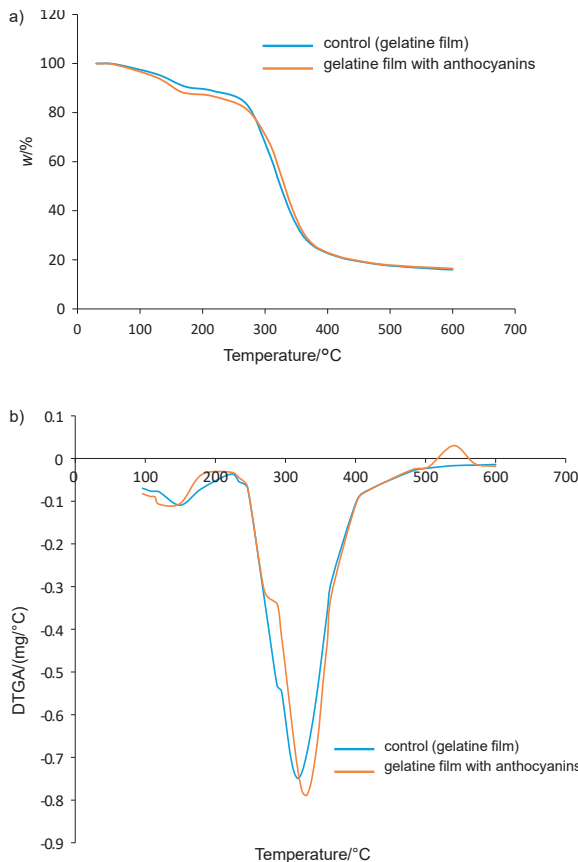 a)
120
100
80
60
40
20
0
w/%
control (gelatine film)
gelatine film with anthocyanins
0 100 200 300 400 500 600 700
Temperature/°C
b)
0.1
0
-0.1
-0.2
-0.3
-0.4
-0.5
-0.6
-0.7
-0.8
-0.9
DTGA/(mg/°C)
0 100 200 300 400 500 600 700
control (gelatine film)
gelatine film with anthocyanins
Temperature/°C